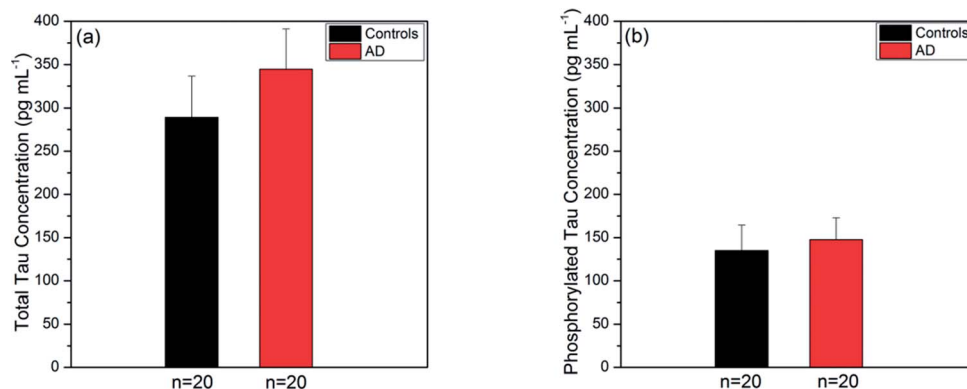 (a)
Controls
AD
Total Tau Concentration (pg mL⁻¹)
400
350
300
250
200
150
100
50
0
n=20 n=20
(b)
Controls
AD
Phosphorylated Tau Concentration (pg mL⁻¹)
400
350
300
250
200
150
100
50
0
n=20 n=20